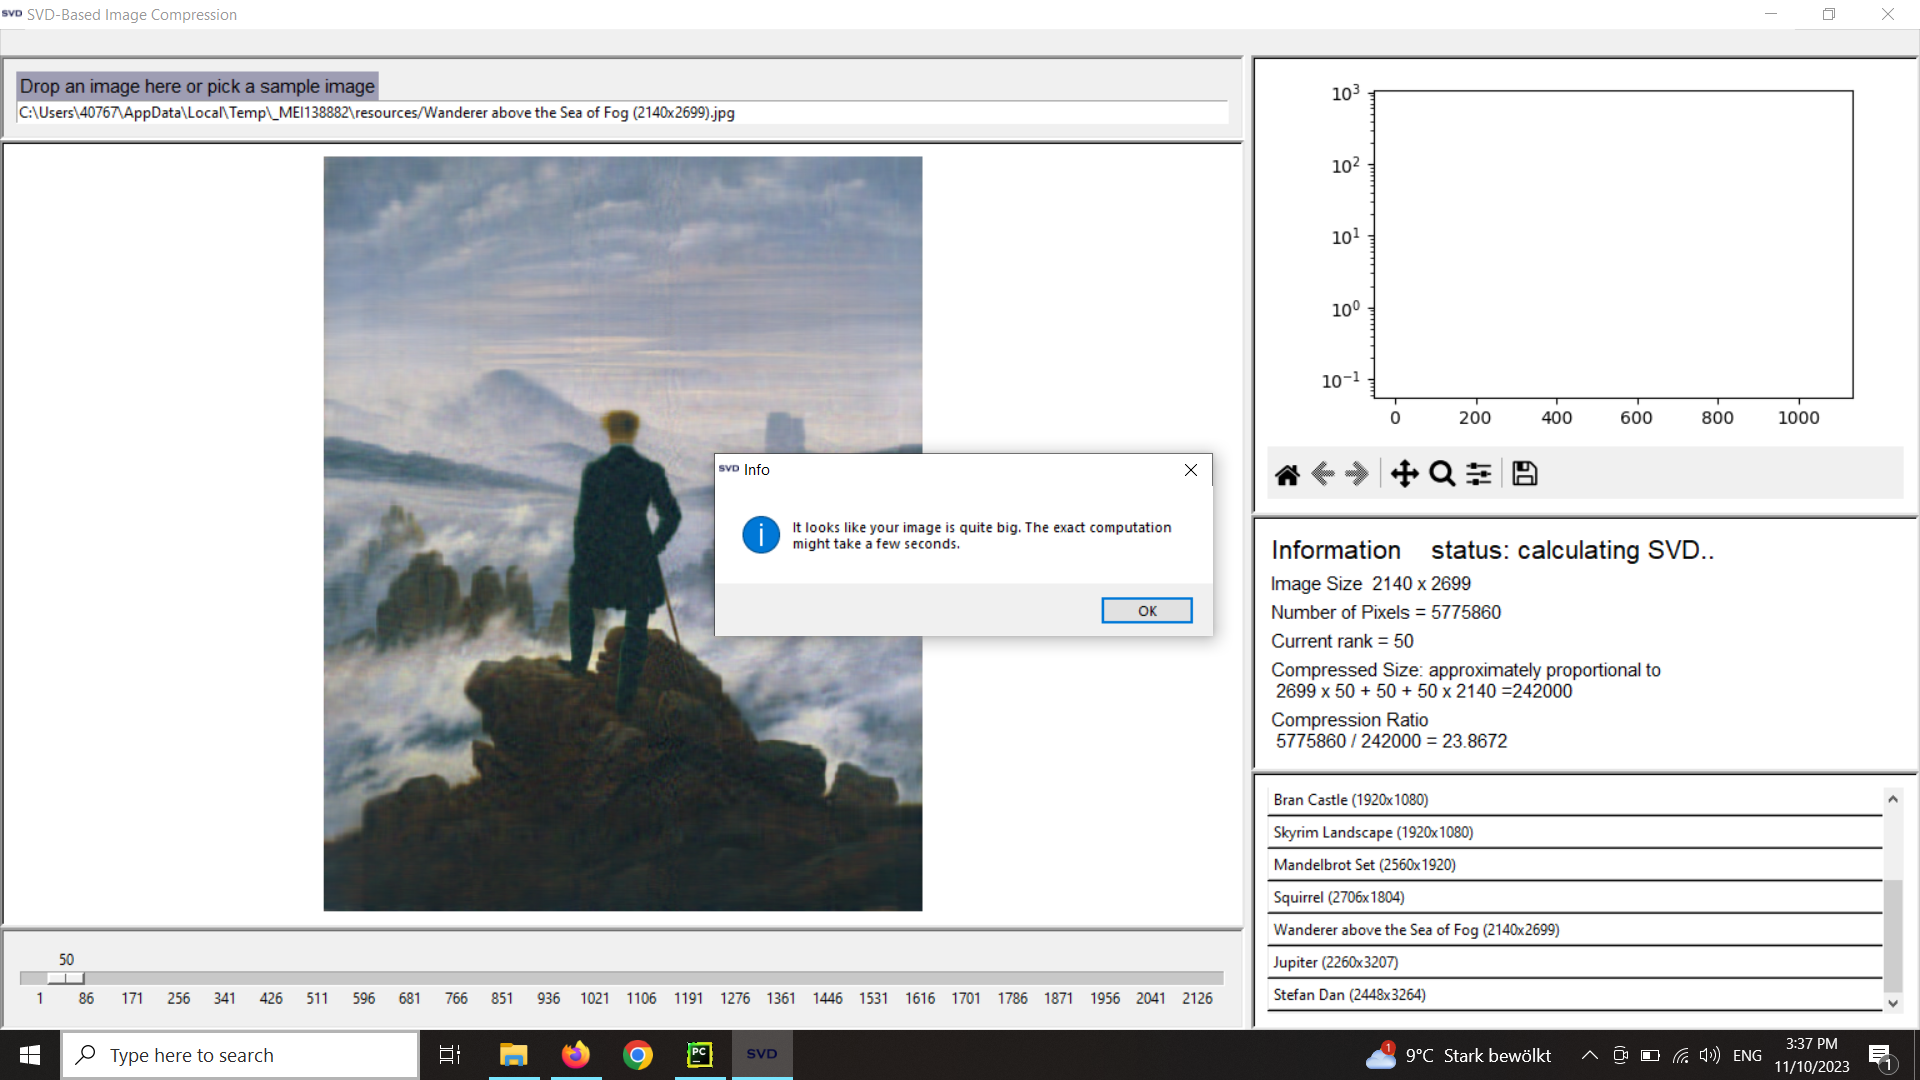 SVD SVD-Based Image Compression
Drop an image here or pick a sample image
C:\Users\40767\AppData\Local\Temp\_MEI138882\resources/Wanderer above the Sea of Fog (2140x2699).jpg
SVD Info
It looks like your image is quite big. The exact computation
might take a few seconds.
OK
50
1 86 171 256 341 426 511 596 681 766 851 936 1021 1106 1191 1276 1361 1446 1531 1616 1701 1786 1871 1956 2041 2126
10³
10²
10¹
10⁰
10⁻¹
0 200 400 600 800 1000
Information status: calculating SVD..
Image Size 2140 x 2699
Number of Pixels = 5775860
Current rank = 50
Compressed Size: approximately proportional to
2699 x 50 + 50 + 50 x 2140 =242000
Compression Ratio
5775860 / 242000 = 23.8672
Bran Castle (1920x1080)
Skyrim Landscape (1920x1080)
Mandelbrot Set (2560x1920)
Squirrel (2706x1804)
Wanderer above the Sea of Fog (2140x2699)
Jupiter (2260x3207)
Stefan Dan (2448x3264)
Type here to search
PC
SVD
1
9°C Stark bewölkt
ENG
3:37 PM
11/10/2023
1